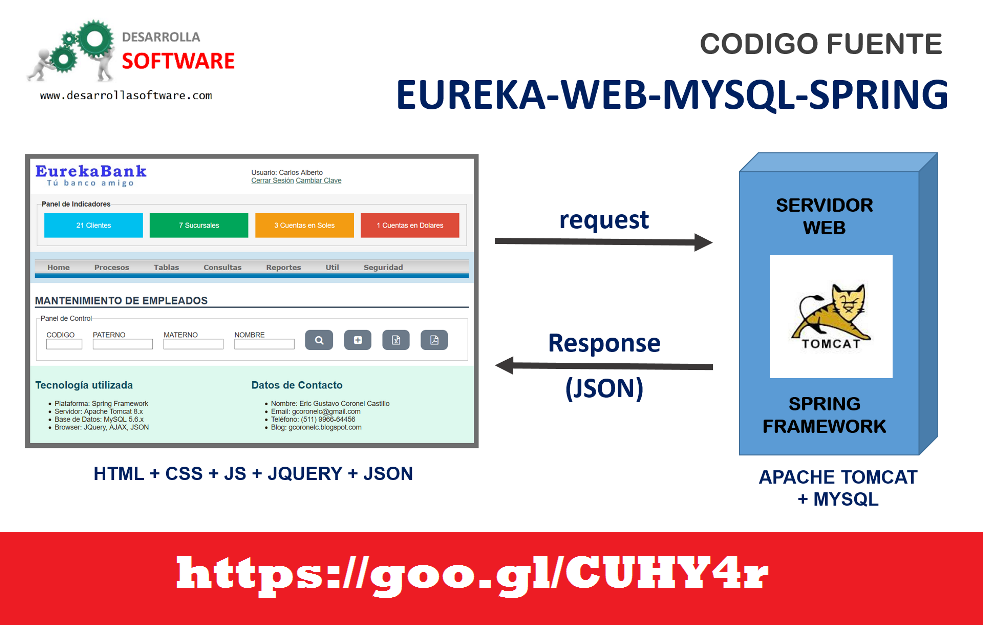 DESARROLLA
SOFTWARE
www.desarrollasoftware.com
CODIGO FUENTE
EUREKA-WEB-MYSQL-SPRING
EurekaBank
Tú banco amigo
Usuario: Carlos Alberto
Cerrar Sesión Cambiar Clave
Panel de Indicadores
21 Clientes
7 Sucursales
3 Cuentas en Soles
1 Cuentas en Dolares
Home Procesos Tablas Consultas Reportes Util Seguridad
MANTENIMIENTO DE EMPLEADOS
Panel de Control
CODIGO PATERNO MATERNO NOMBRE
Tecnología utilizada
Plataforma: Spring Framework
Servidor: Apache Tomcat 8.x
Base de Datos: MySQL 5.6.x
Browser: JQuery, AJAX, JSON
Datos de Contacto
Nombre: Eric Gustavo Coronel Castillo
Email: gcoronelc@gmail.com
Teléfono: (511) 9966-64456
Blog: gcoronelc.blogspot.com
HTML + CSS + JS + JQUERY + JSON
request
Response
(JSON)
SERVIDOR
WEB
TOMCAT
SPRING
FRAMEWORK
APACHE TOMCAT
+ MYSQL
https://goo.gl/CUHY4r